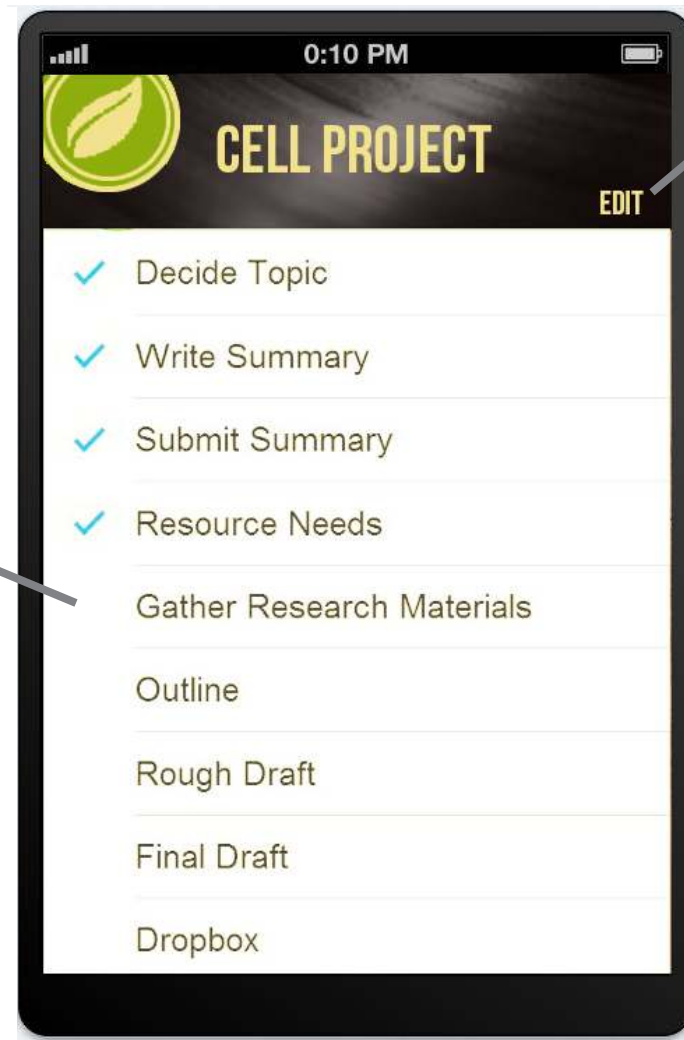 0:10 PM
CELL PROJECT
EDIT
Decide Topic
Write Summary
Submit Summary
Resource Needs
Gather Research Materials
Outline
Rough Draft
Final Draft
Dropbox